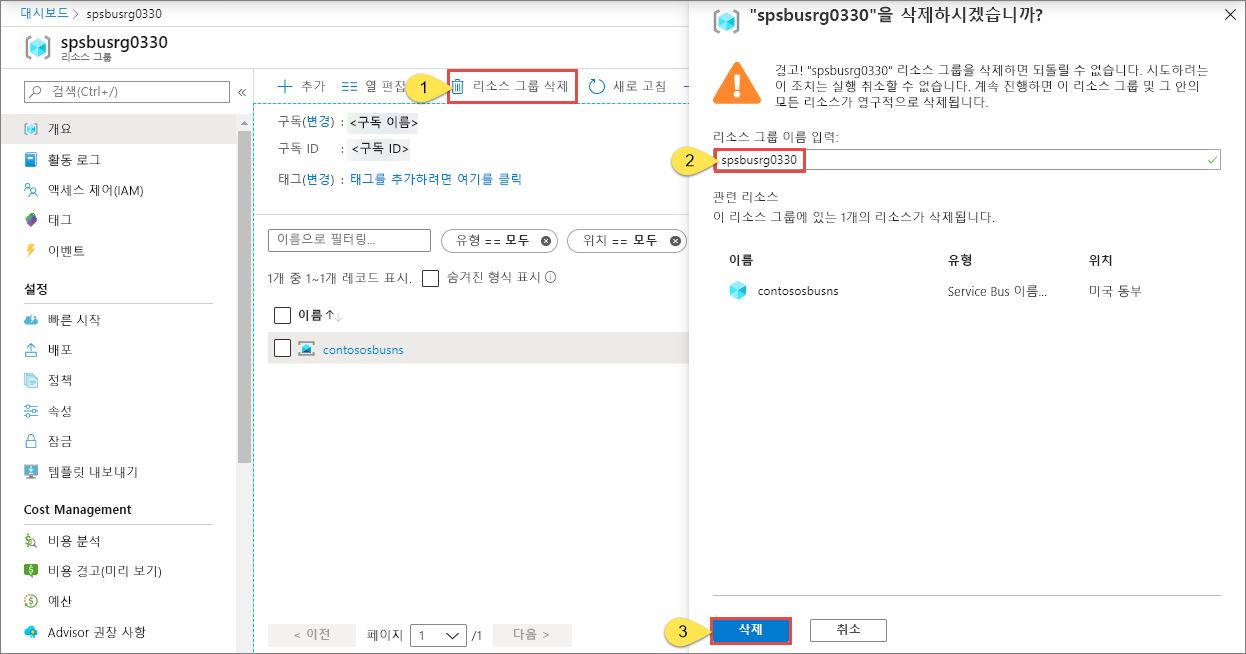 대시보드 > spsbusrg0330
spsbusrg0330
리소스 그룹
검색(Ctrl+/)
«
개요
활동 로그
액세스 제어(IAM)
태그
이벤트
설정
빠른 시작
배포
정책
속성
잠금
템플릿 내보내기
Cost Management
비용 분석
비용 경고(미리 보기)
예산
Advisor 권장 사항
추가
열 편집
1
리소스 그룹 삭제
새로 고침
구독(변경) : <구독 이름>
구독 ID : <구독 ID>
태그(변경) : 태그를 추가하려면 여기를 클릭
이름으로 필터링...
유형 == 모두
위치 == 모두
1개 중 1~1개 레코드 표시.
숨겨진 형식 표시
이름 ↑↓
contososbusns
< 이전
페이지
1
/1
다음 >
"spsbusrg0330"을 삭제하시겠습니까?
경고! "spsbusrg0330" 리소스 그룹을 삭제하면 되돌릴 수 없습니다. 시도하려는
이 조치는 실행 취소할 수 없습니다. 계속 진행하면 이 리소스 그룹 및 그 안의
모든 리소스가 영구적으로 삭제됩니다.
리소스 그룹 이름 입력:
2
spsbusrg0330
관련 리소스
이 리소스 그룹에 있는 1개의 리소스가 삭제됩니다.
이름 유형 위치
contososbusns Service Bus 이름... 미국 동부
3
삭제
취소